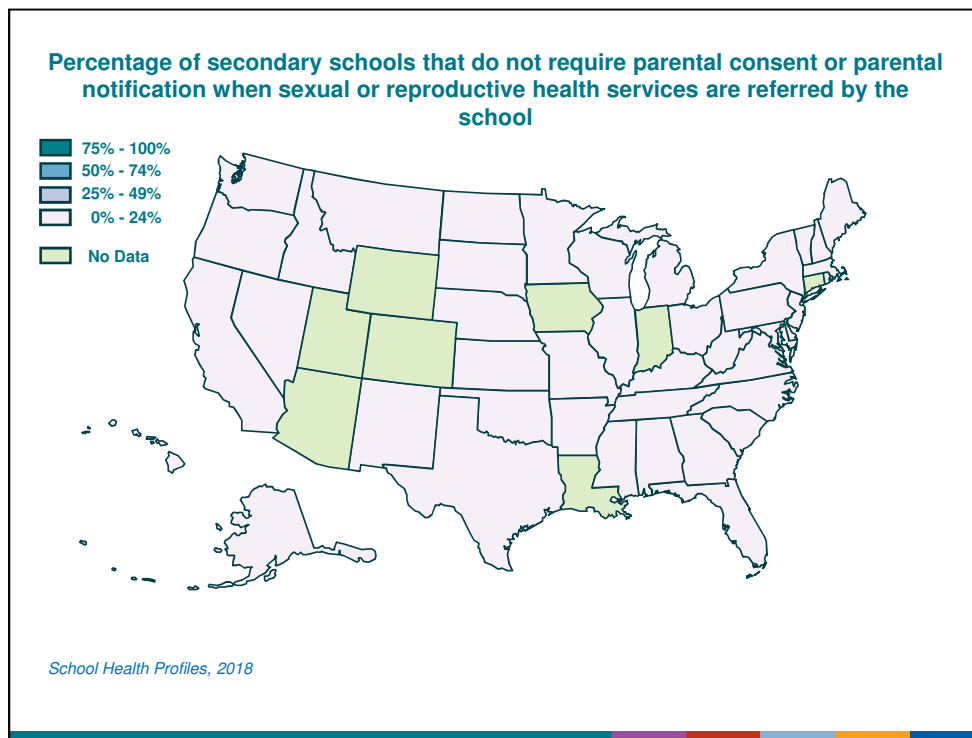 Percentage of secondary schools that do not require parental consent or parental
notification when sexual or reproductive health services are referred by the
school
75% - 100%
50% - 74%
25% - 49%
0% - 24%
No Data
School Health Profiles, 2018